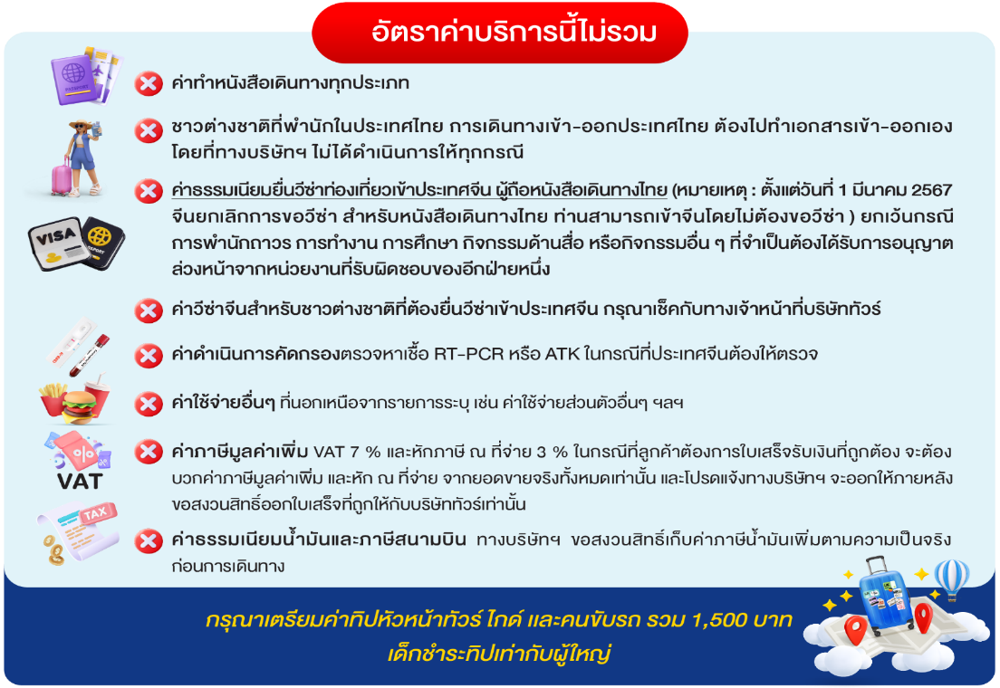 อัตราค่าบริการนี้ไม่รวม
ค่าทำหนังสือเดินทางทุกประเภท
ชาวต่างชาติที่พำนักในประเทศไทย การเดินทางเข้า-ออกประเทศไทย ต้องไปทำเอกสารเข้า-ออกเอง
โดยที่ทางบริษัทฯ ไม่ได้ดำเนินการให้ทุกกรณี
ค่าธรรมเนียมยื่นวีซ่าท่องเที่ยวเข้าประเทศจีน ผู้ถือหนังสือเดินทางไทย (หมายเหตุ : ตั้งแต่วันที่ 1 มีนาคม 2567
จีนยกเลิกการขอวีซ่า สำหรับหนังสือเดินทางไทย ท่านสามารถเข้าจีนโดยไม่ต้องขอวีซ่า ) ยกเว้นกรณี
การพำนักถาวร การทำงาน การศึกษา กิจกรรมด้านสื่อ หรือกิจกรรมอื่น ๆ ที่จำเป็นต้องได้รับการอนุญาต
ล่วงหน้าจากหน่วยงานที่รับผิดชอบของอีกฝ่ายหนึ่ง
VISA
ค่าวีซ่าจีนสำหรับชาวต่างชาติที่ต้องยื่นวีซ่าเข้าประเทศจีน กรุณาเช็คกับทางเจ้าหน้าที่บริษัททัวร์
ค่าดำเนินการคัดกรองตรวจหาเชื้อ RT-PCR หรือ ATK ในกรณีที่ประเทศจีนต้องให้ตรวจ
ค่าใช้จ่ายอื่นๆ ที่นอกเหนือจากรายการระบุ เช่น ค่าใช้จ่ายส่วนตัวอื่นๆ ฯลฯ
%
VAT
ค่าภาษีมูลค่าเพิ่ม VAT 7 % และหักภาษี ณ ที่จ่าย 3 % ในกรณีที่ลูกค้าต้องการใบเสร็จรับเงินที่ถูกต้อง จะต้อง
บวกค่าภาษีมูลค่าเพิ่ม และหัก ณ ที่จ่าย จากยอดขายจริงทั้งหมดเท่านั้น และโปรดแจ้งทางบริษัทฯ จะออกให้ภายหลัง
ขอสงวนสิทธิ์ออกใบเสร็จที่ถูกให้กับบริษัททัวร์เท่านั้น
TAX
ค่าธรรมเนียมน้ำมันและภาษีสนามบิน ทางบริษัทฯ ขอสงวนสิทธิ์เก็บค่าภาษีน้ำมันเพิ่มตามความเป็นจริง
ก่อนการเดินทาง
กรุณาเตรียมค่าทิปหัวหน้าทัวร์ ไกด์ และคนขับรถ รวม 1,500 บาท
เด็กชำระทิปเท่ากับผู้ใหญ่